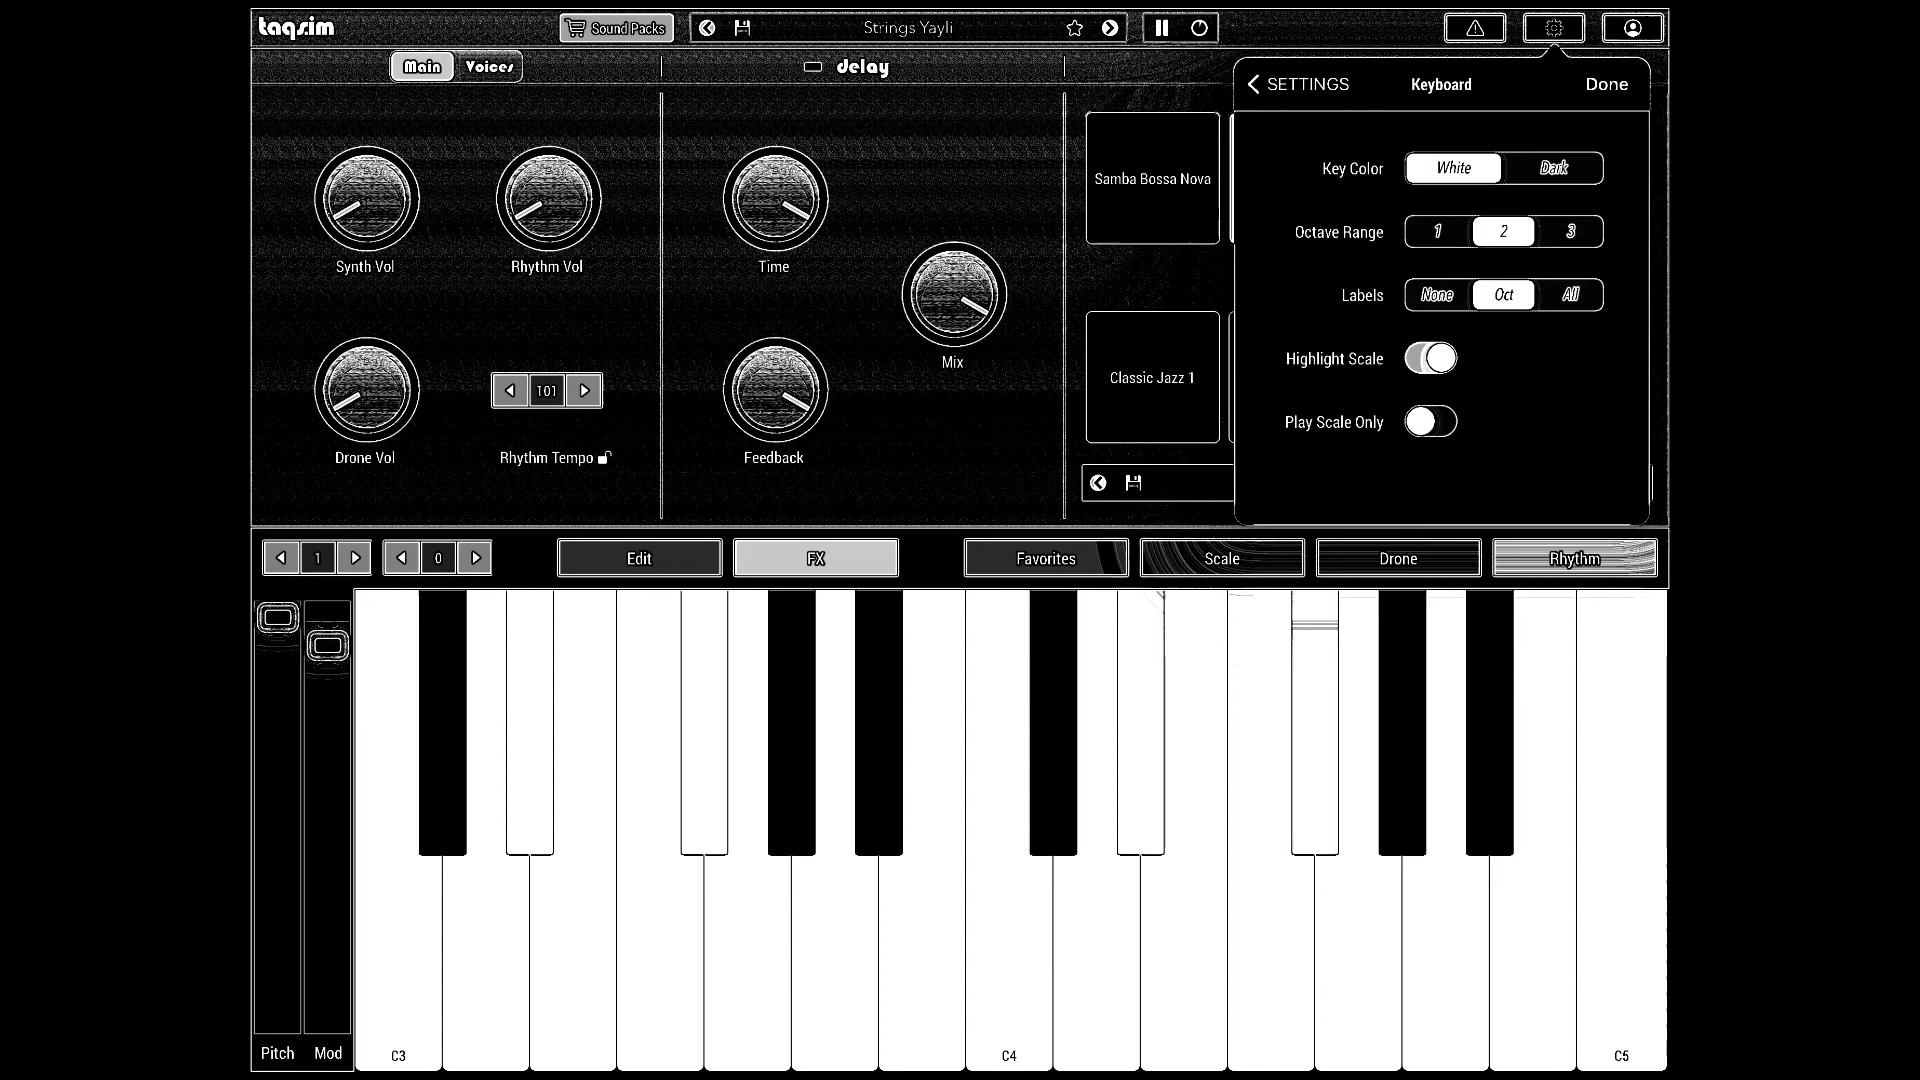 taqsim
Sound Packs
Strings Yayli
Main Voices
delay
SETTINGS Keyboard Done
Synth Vol
Rhythm Vol
Drone Vol
101
Rhythm Tempo
Time
Feedback
Mix
Samba Bossa Nova
Classic Jazz 1
Key Color White Dark
Octave Range 1 2 3
Labels None Oct All
Highlight Scale
Play Scale Only
1 0 Edit FX Favorites Scale Drone Rhythm
Pitch Mod C3 C4 C5